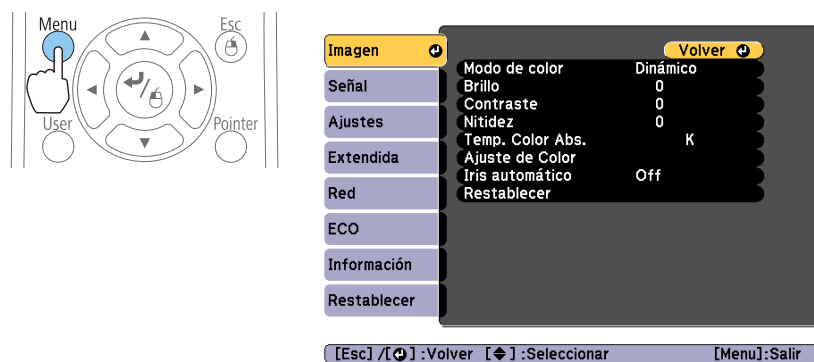 Menu
Esc
User
Pointer
Imagen
Señal
Ajustes
Extendida
Red
ECO
Información
Restablecer
Volver
Modo de color Dinámico
Brillo 0
Contraste 0
Nitidez 0
Temp. Color Abs. K
Ajuste de Color
Iris automático Off
Restablecer
[Esc] /[ ] :Volver [ ] :Seleccionar [Menu]:Salir